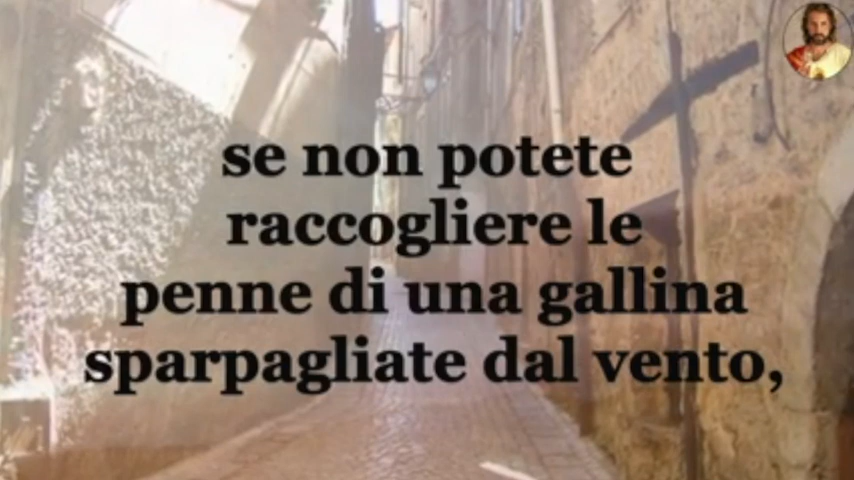 se non potete
raccogliere le
penne di una gallina
sparpagliate dal vento,